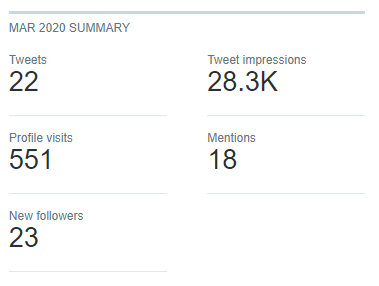 MAR 2020 SUMMARY
Tweets
22
Tweet impressions
28.3K
Profile visits
551
Mentions
18
New followers
23